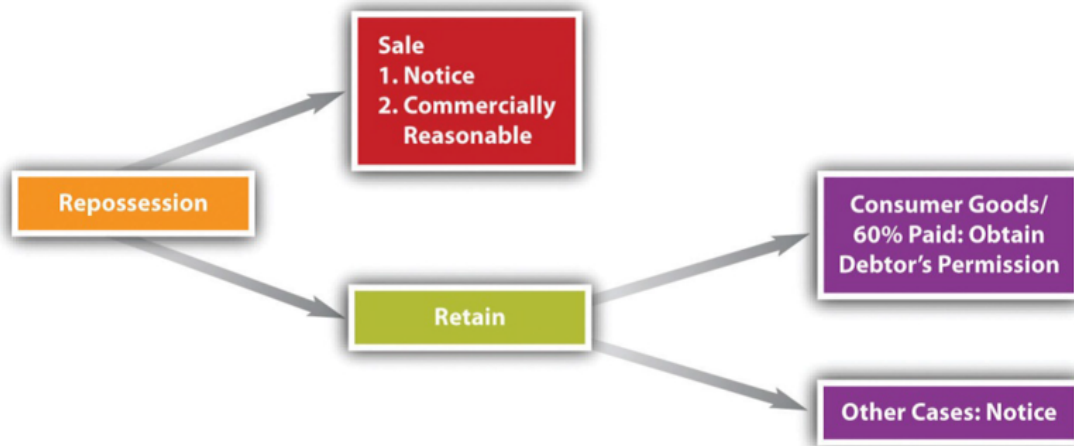 Sale
1. Notice
2. Commercially
Reasonable
Repossession
Consumer Goods/
60% Paid: Obtain
Debtor's Permission
Retain
Other Cases: Notice